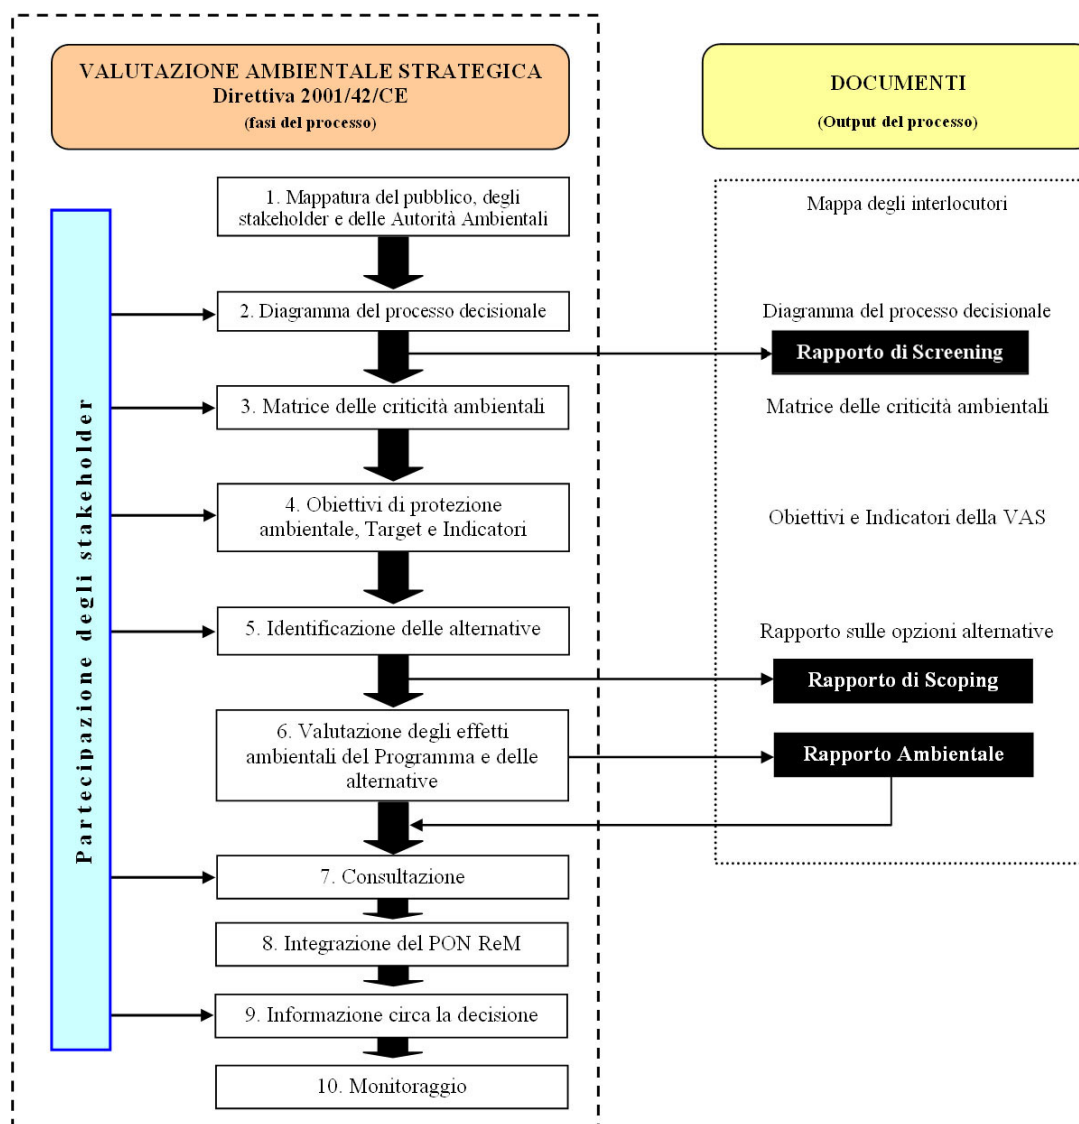 VALUTAZIONE AMBIENTALE STRATEGICA
Direttiva 2001/42/CE
(fasi del processo)
DOCUMENTI
(Output del processo)
Partecipazione degli stakeholder
1. Mappatura del pubblico, degli
stakeholder e delle Autorità Ambientali
Mappa degli interlocutori
2. Diagramma del processo decisionale
Diagramma del processo decisionale
Rapporto di Screening
3. Matrice delle criticità ambientali
Matrice delle criticità ambientali
4. Obiettivi di protezione
ambientale, Target e Indicatori
Obiettivi e Indicatori della VAS
5. Identificazione delle alternative
Rapporto sulle opzioni alternative
Rapporto di Scoping
6. Valutazione degli effetti
ambientali del Programma e delle
alternative
Rapporto Ambientale
7. Consultazione
8. Integrazione del PON ReM
9. Informazione circa la decisione
10. Monitoraggio